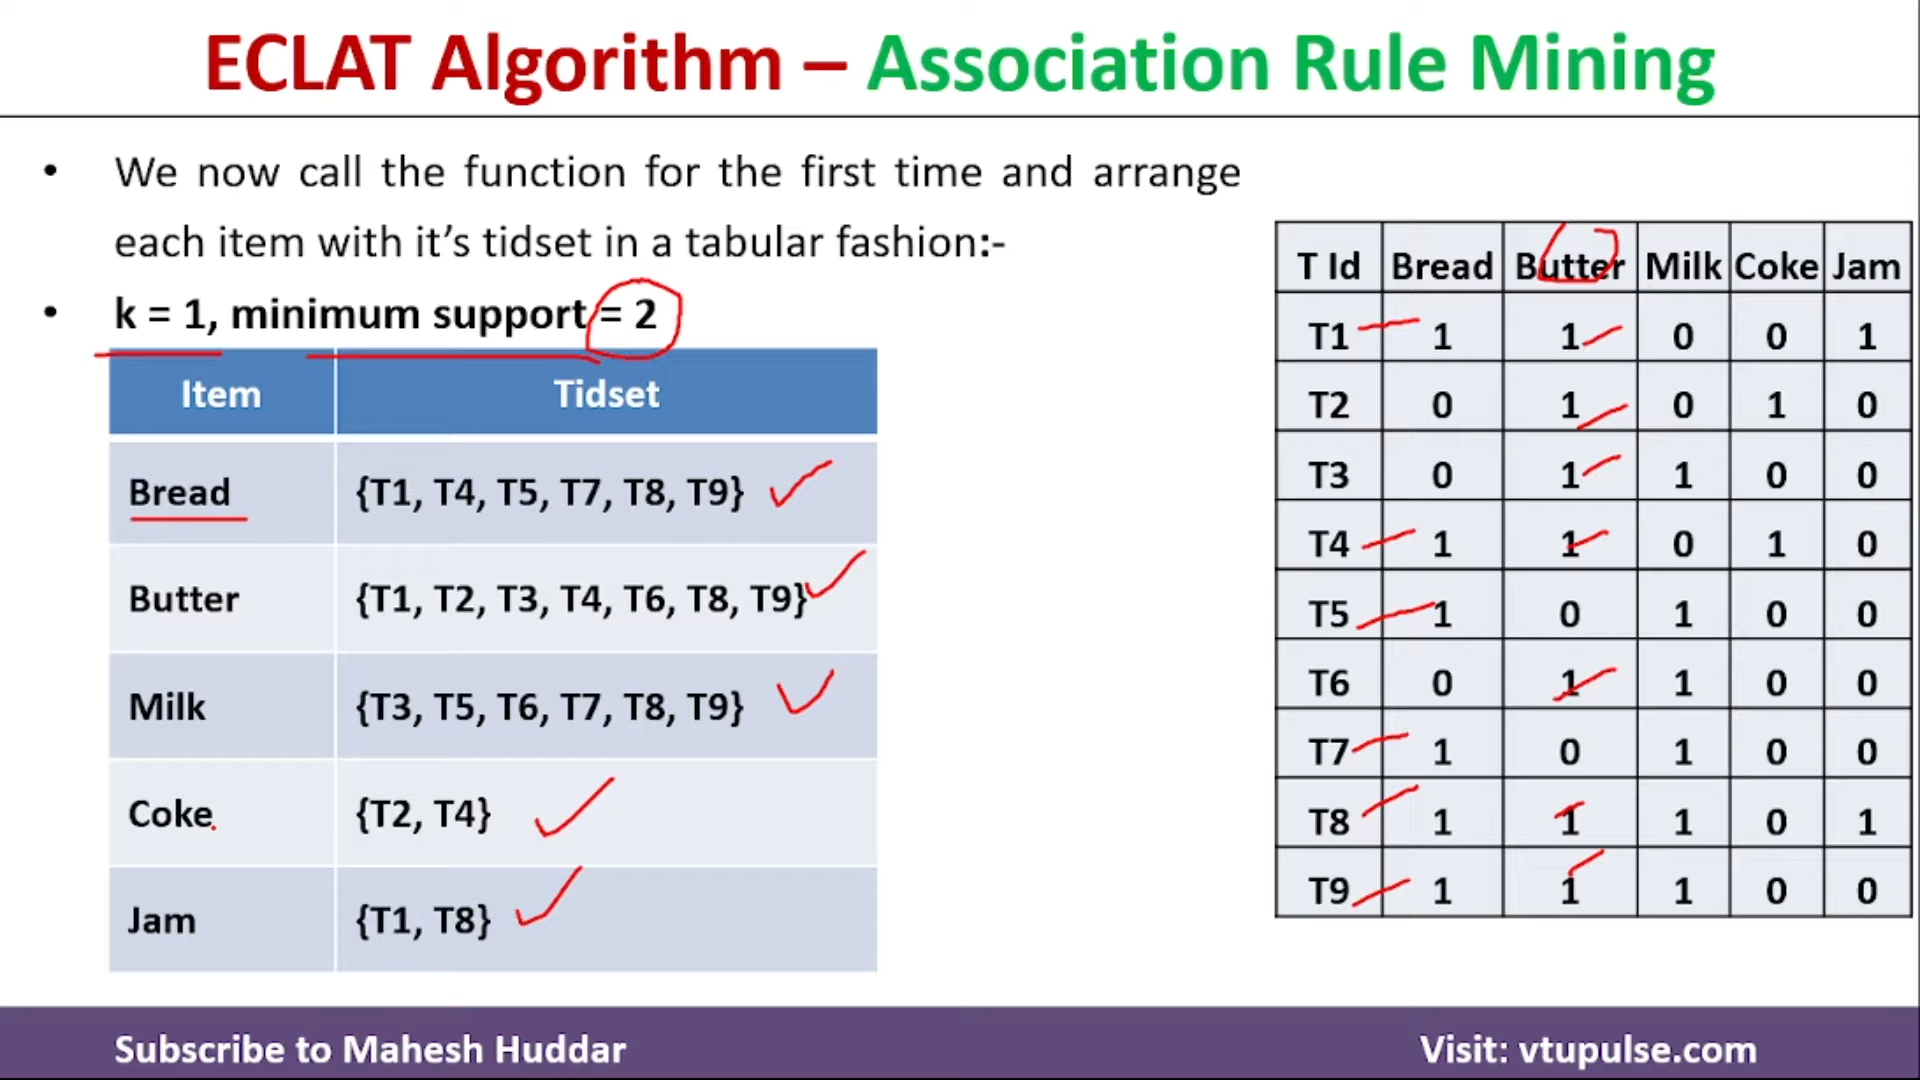 ECLAT Algorithm – Association Rule Mining
• We now call the function for the first time and arrange
each item with it’s tidset in a tabular fashion:-
• k = 1, minimum support = 2
Item Tidset
Bread {T1, T4, T5, T7, T8, T9}
Butter {T1, T2, T3, T4, T6, T8, T9}
Milk {T3, T5, T6, T7, T8, T9}
Coke {T2, T4}
Jam {T1, T8}
T Id Bread Butter Milk Coke Jam
T1 1 1 0 0 1
T2 0 1 0 1 0
T3 0 1 1 0 0
T4 1 1 0 1 0
T5 1 0 1 0 0
T6 0 1 1 0 0
T7 1 0 1 0 0
T8 1 1 1 0 1
T9 1 1 1 0 0
Subscribe to Mahesh Huddar
Visit: vtupulse.com